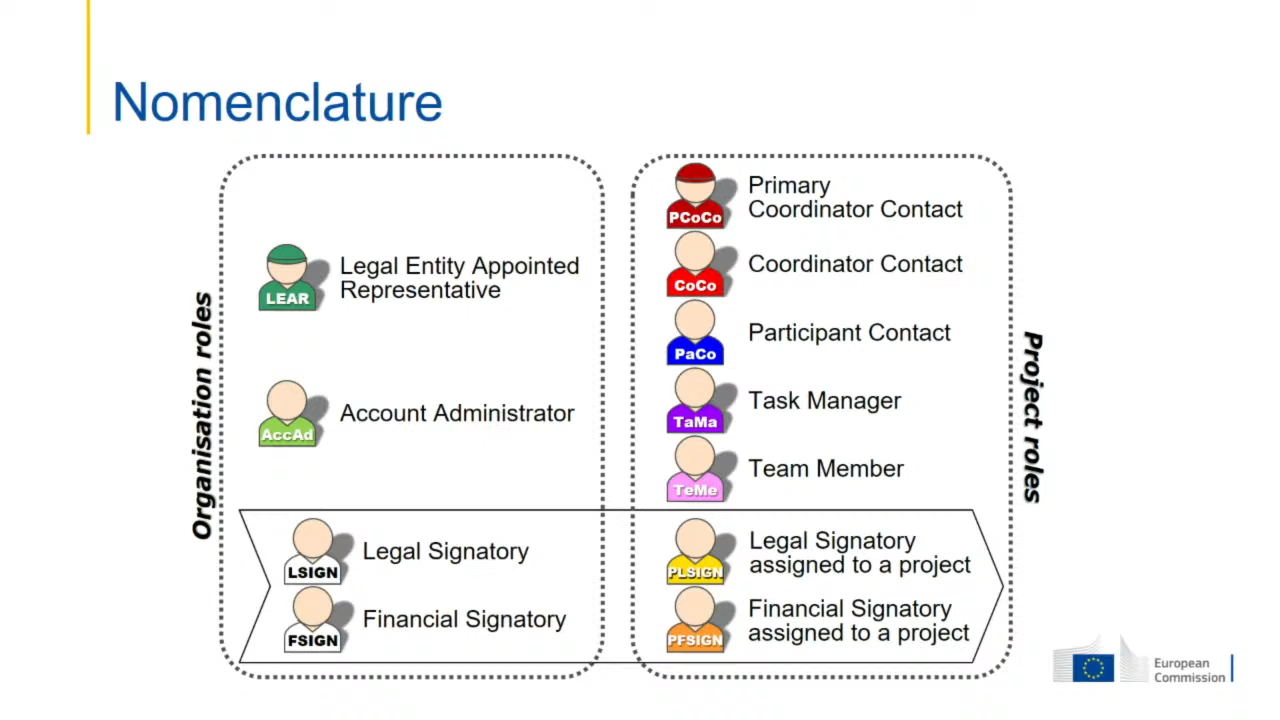 Nomenclature
Organisation roles
LEAR
Legal Entity Appointed
Representative
AccAd
Account Administrator
LSIGN
Legal Signatory
FSIGN
Financial Signatory
PCoCo
Primary
Coordinator Contact
CoCo
Coordinator Contact
PaCo
Participant Contact
TaMa
Task Manager
TeMe
Team Member
PLSIGN
Legal Signatory
assigned to a project
PFSIGN
Financial Signatory
assigned to a project
Project roles
European
Commission